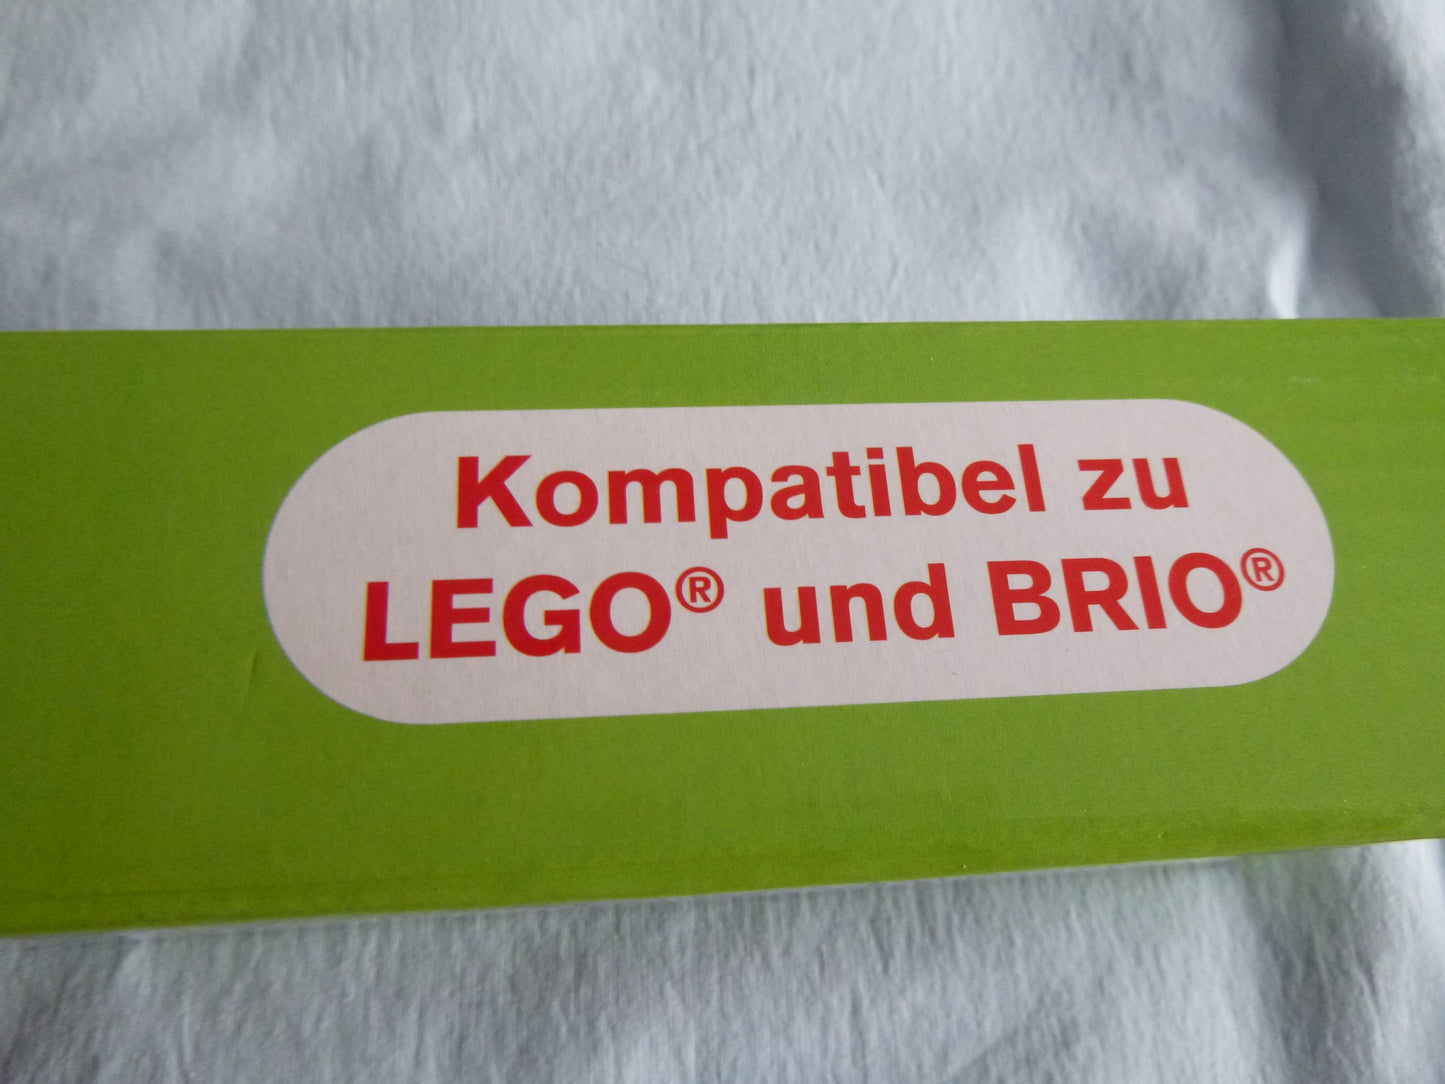 Kompatibel zu
LEGO® und BRIO®